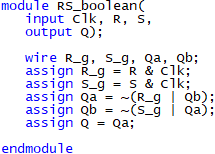 module RS_boolean(
input Clk, R, S,
output Q);
wire R_g, S_g, Qa, Qb;
assign R_g = R & Clk;
assign S_g = S & Clk;
assign Qa = ~(R_g | Qb);
assign Qb = ~(S_g | Qa);
assign Q = Qa;
endmodule